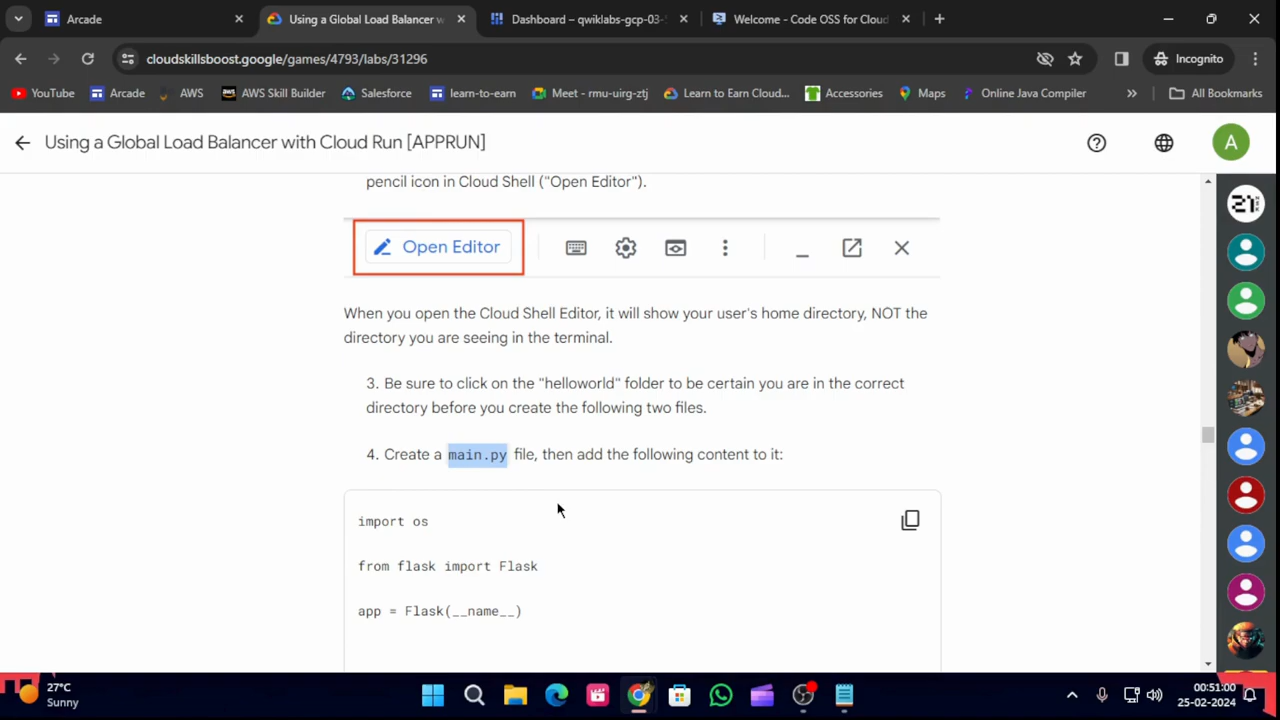 Arcade
Using a Global Load Balancer w
Dashboard – qwiklabs-gcp-03-
Welcome - Code OSS for Cloud
cloudskillsboost.google/games/4793/labs/31296
Incognito
YouTube
Arcade
AWS
AWS Skill Builder
Salesforce
learn-to-earn
Meet - rmu-uirg-ztj
Learn to Earn Cloud...
Accessories
Maps
Online Java Compiler
All Bookmarks
Using a Global Load Balancer with Cloud Run [APPRUN]
A
pencil icon in Cloud Shell ("Open Editor").
Open Editor
When you open the Cloud Shell Editor, it will show your user's home directory, NOT the
directory you are seeing in the terminal.
3. Be sure to click on the "helloworld" folder to be certain you are in the correct
directory before you create the following two files.
4. Create a main.py file, then add the following content to it:
import os
from flask import Flask
app = Flask(__name__)
27°C
Sunny
00:51:00
25-02-2024